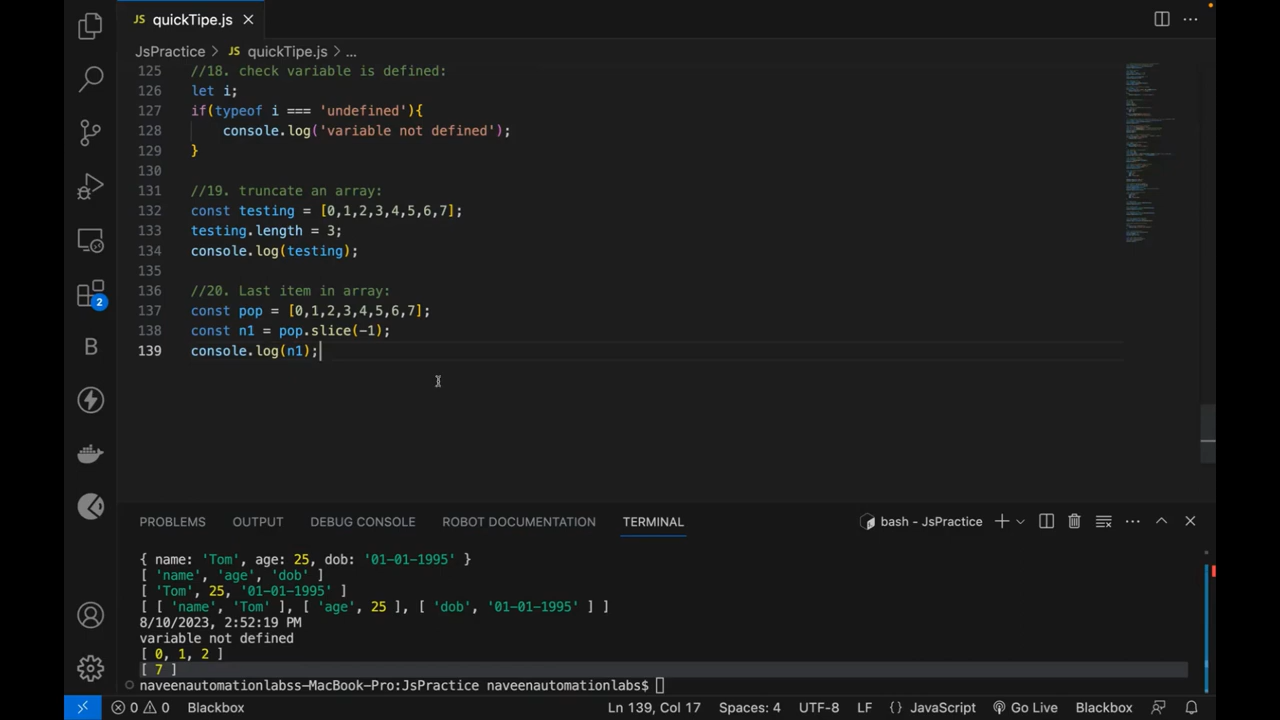 JS quickTipe.js
JsPractice > JS quickTipe.js > ...
125 //18. check variable is defined:
126 let i;
127 if(typeof i === 'undefined'){
128     console.log('variable not defined');
129 }
130
131 //19. truncate an array:
132 const testing = [0,1,2,3,4,5,6,7];
133 testing.length = 3;
134 console.log(testing);
135
136 //20. Last item in array:
137 const pop = [0,1,2,3,4,5,6,7];
138 const n1 = pop.slice(-1);
139 console.log(n1);
2
B
PROBLEMS OUTPUT DEBUG CONSOLE ROBOT DOCUMENTATION TERMINAL bash - JsPractice
{ name: 'Tom', age: 25, dob: '01-01-1995' }
[ 'name', 'age', 'dob' ]
[ 'Tom', 25, '01-01-1995' ]
[ [ 'name', 'Tom' ], [ 'age', 25 ], [ 'dob', '01-01-1995' ] ]
8/10/2023, 2:52:19 PM
variable not defined
[ 0, 1, 2 ]
[ 7 ]
naveenautomationlabss-MacBook-Pro:JsPractice naveenautomationlabs$
0 0 Blackbox Ln 139, Col 17 Spaces: 4 UTF-8 LF {} JavaScript Go Live Blackbox